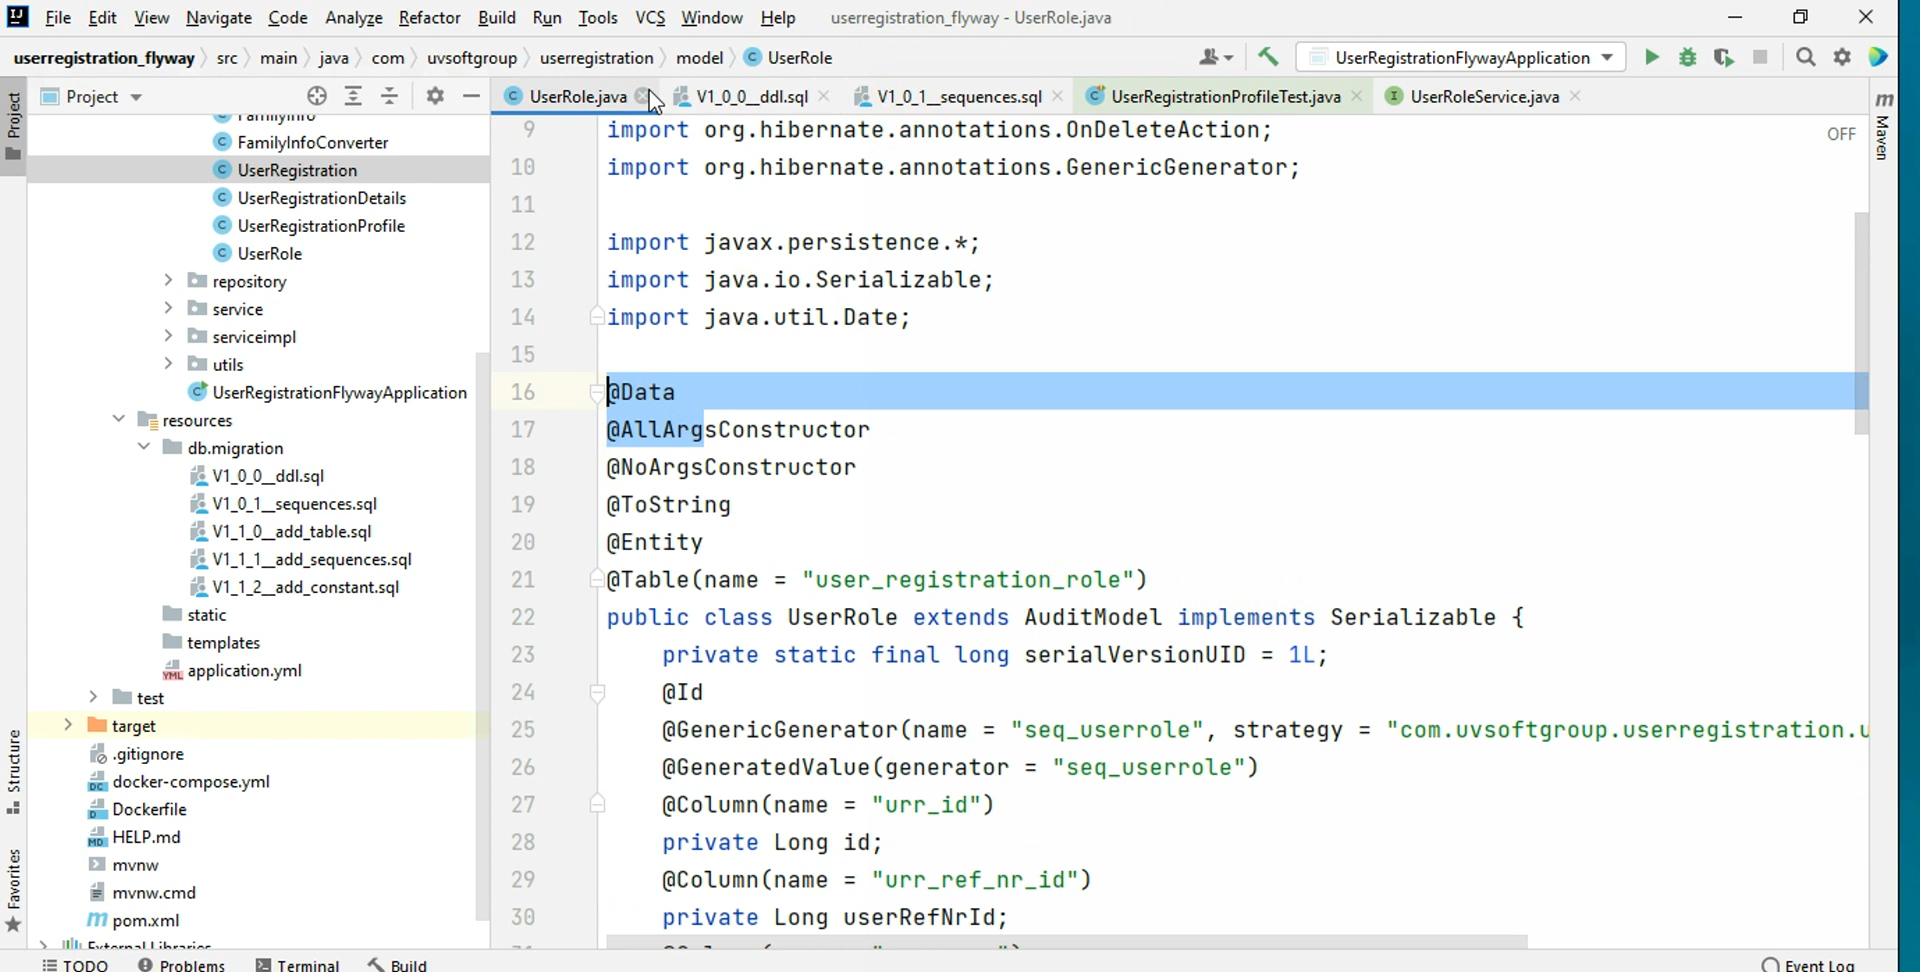 IJ File Edit View Navigate Code Analyze Refactor Build Run Tools VCS Window Help userregistration_flyway - UserRole.java
userregistration_flyway src main java com uvsoftgroup userregistration model C UserRole UserRegistrationFlywayApplication
Project
UserRole.java V1_0_0__ddl.sql V1_0_1__sequences.sql UserRegistrationProfileTest.java UserRoleService.java
Project
Structure
Favorites
FamilyInfo
FamilyInfoConverter
UserRegistration
UserRegistrationDetails
UserRegistrationProfile
UserRole
repository
service
serviceimpl
utils
UserRegistrationFlywayApplication
resources
db.migration
V1_0_0__ddl.sql
V1_0_1__sequences.sql
V1_1_0__add_table.sql
V1_1_1__add_sequences.sql
V1_1_2__add_constant.sql
static
templates
application.yml
test
target
.gitignore
docker-compose.yml
Dockerfile
HELP.md
mvnw
mvnw.cmd
pom.xml
External Libraries
9 import org.hibernate.annotations.OnDeleteAction;
10 import org.hibernate.annotations.GenericGenerator;
11
12 import javax.persistence.*;
13 import java.io.Serializable;
14 import java.util.Date;
15
16 @Data
17 @AllArgsConstructor
18 @NoArgsConstructor
19 @ToString
20 @Entity
21 @Table(name = "user_registration_role")
22 public class UserRole extends AuditModel implements Serializable {
23 private static final long serialVersionUID = 1L;
24 @Id
25 @GenericGenerator(name = "seq_userrole", strategy = "com.uvsoftgroup.userregistration.u
26 @GeneratedValue(generator = "seq_userrole")
27 @Column(name = "urr_id")
28 private Long id;
29 @Column(name = "urr_ref_nr_id")
30 private Long userRefNrId;
OFF
Maven
TODO Problems Terminal Build Event Log